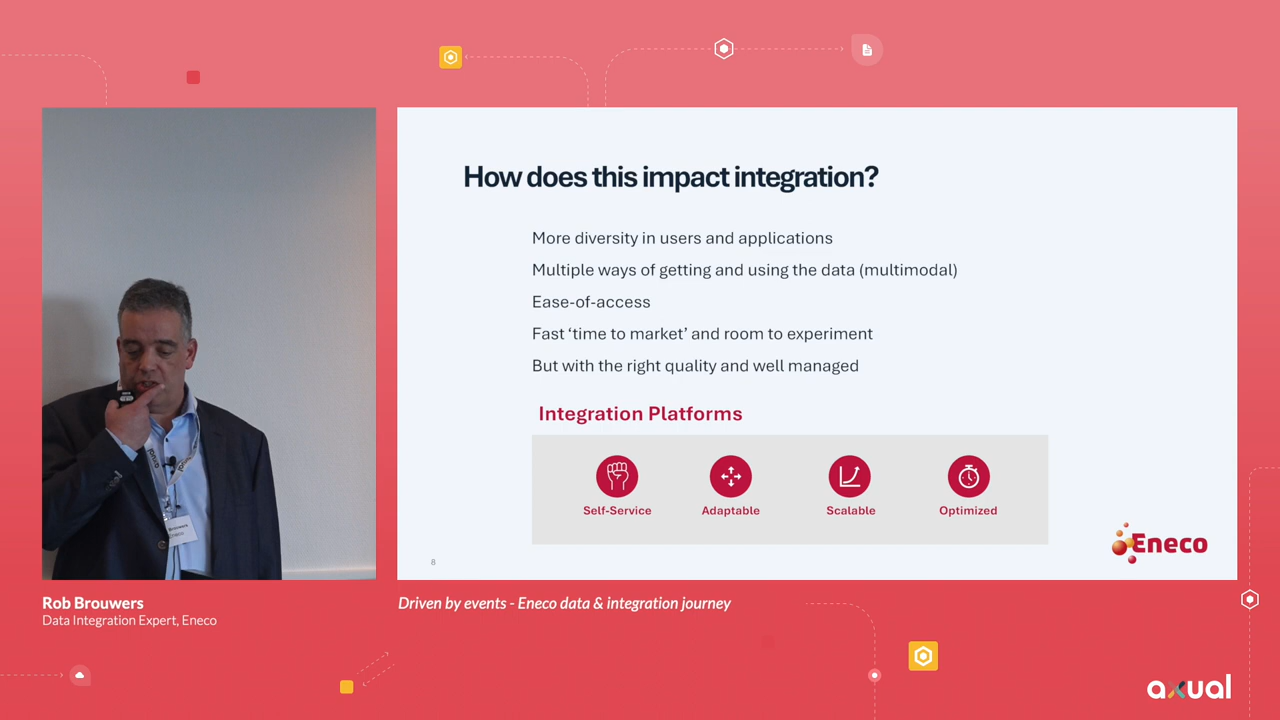 How does this impact integration?
More diversity in users and applications
Multiple ways of getting and using the data (multimodal)
Ease-of-access
Fast ‘time to market’ and room to experiment
But with the right quality and well managed
Integration Platforms
Self-Service
Adaptable
Scalable
Optimized
Eneco
8
Brouwers
Eneco
Rob Brouwers
Data Integration Expert, Eneco
Driven by events - Eneco data & integration journey
axual